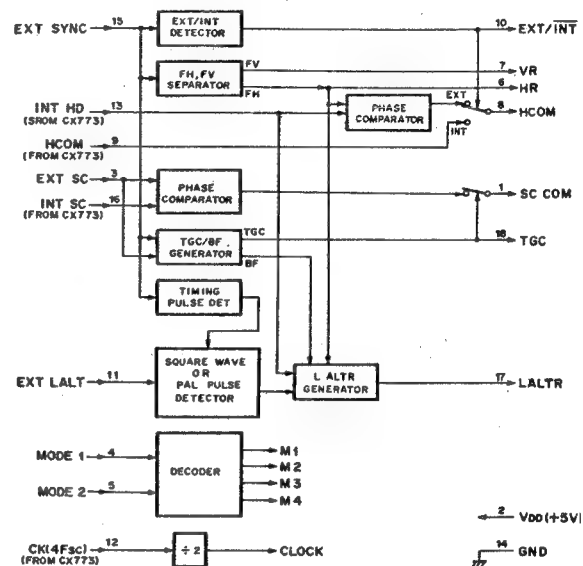 EXT SYNC 15
EXT/INT
DETECTOR
10 EXT/INT
FH, FV
SEPARATOR
FV
FH
7 VR
6 HR
INT HD 13
(SROM CX773)
PHASE
COMPARATOR
EXT
INT
8 HCOM
HCOM 9
(FROM CX773)
EXT SC 3
INT SC 16
(FROM CX773)
PHASE
COMPARATOR
1 SC COM
TGC/BF
GENERATOR
TGC
BF
18 TGC
TIMING
PULSE DET
EXT LALT 11
SQUARE WAVE
OR
PAL PULSE
DETECTOR
L ALTR
GENERATOR
17 LALTR
MODE 1 4
MODE 2 5
DECODER
M1
M2
M3
M4
2 VDD (+5V)
14 GND
CK(4Fsc) 12
(FROM CX773)
÷2
CLOCK